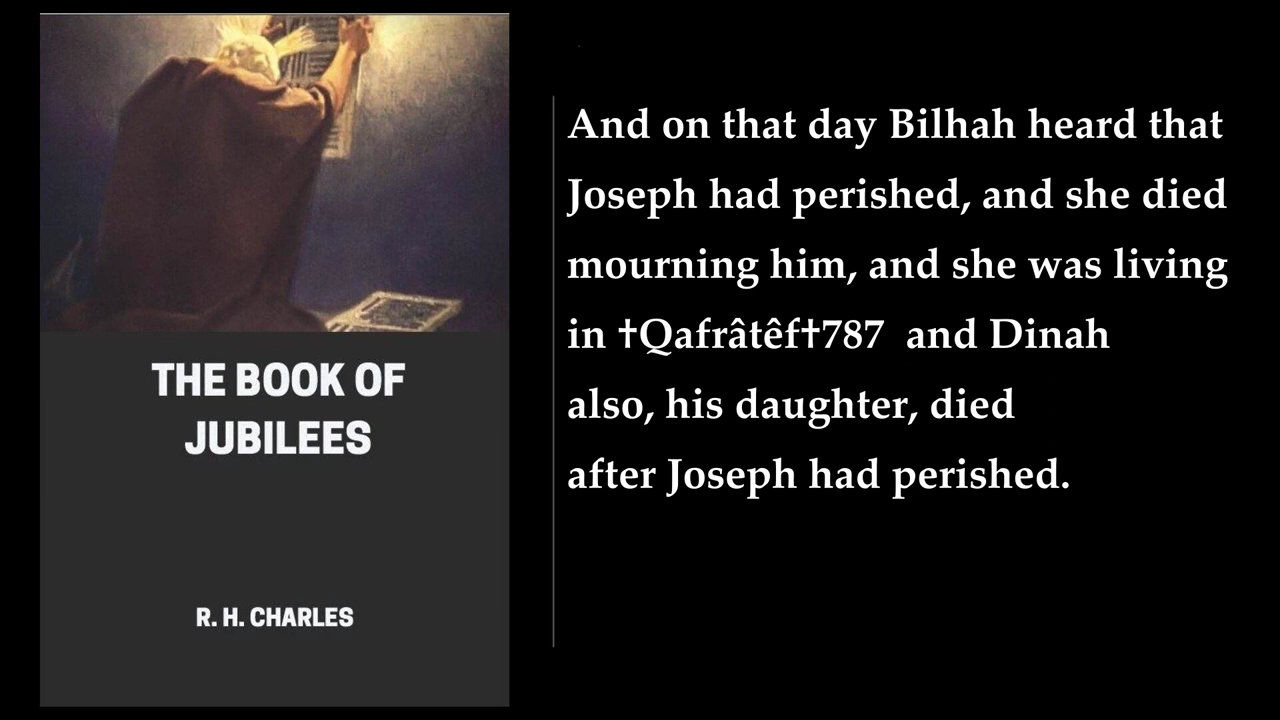 THE BOOK OF
JUBILEES
R. H. CHARLES
And on that day Bilhah heard that
Joseph had perished, and she died
mourning him, and she was living
in †Qafrâtêf†787  and Dinah
also, his daughter, died
after Joseph had perished.